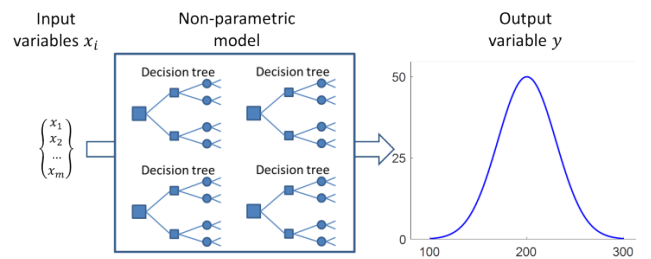 Input
variables xᵢ
Non-parametric
model
Output
variable y
Decision tree
Decision tree
Decision tree
Decision tree
x₁
x₂
...
xₘ
50
25
0
100
200
300